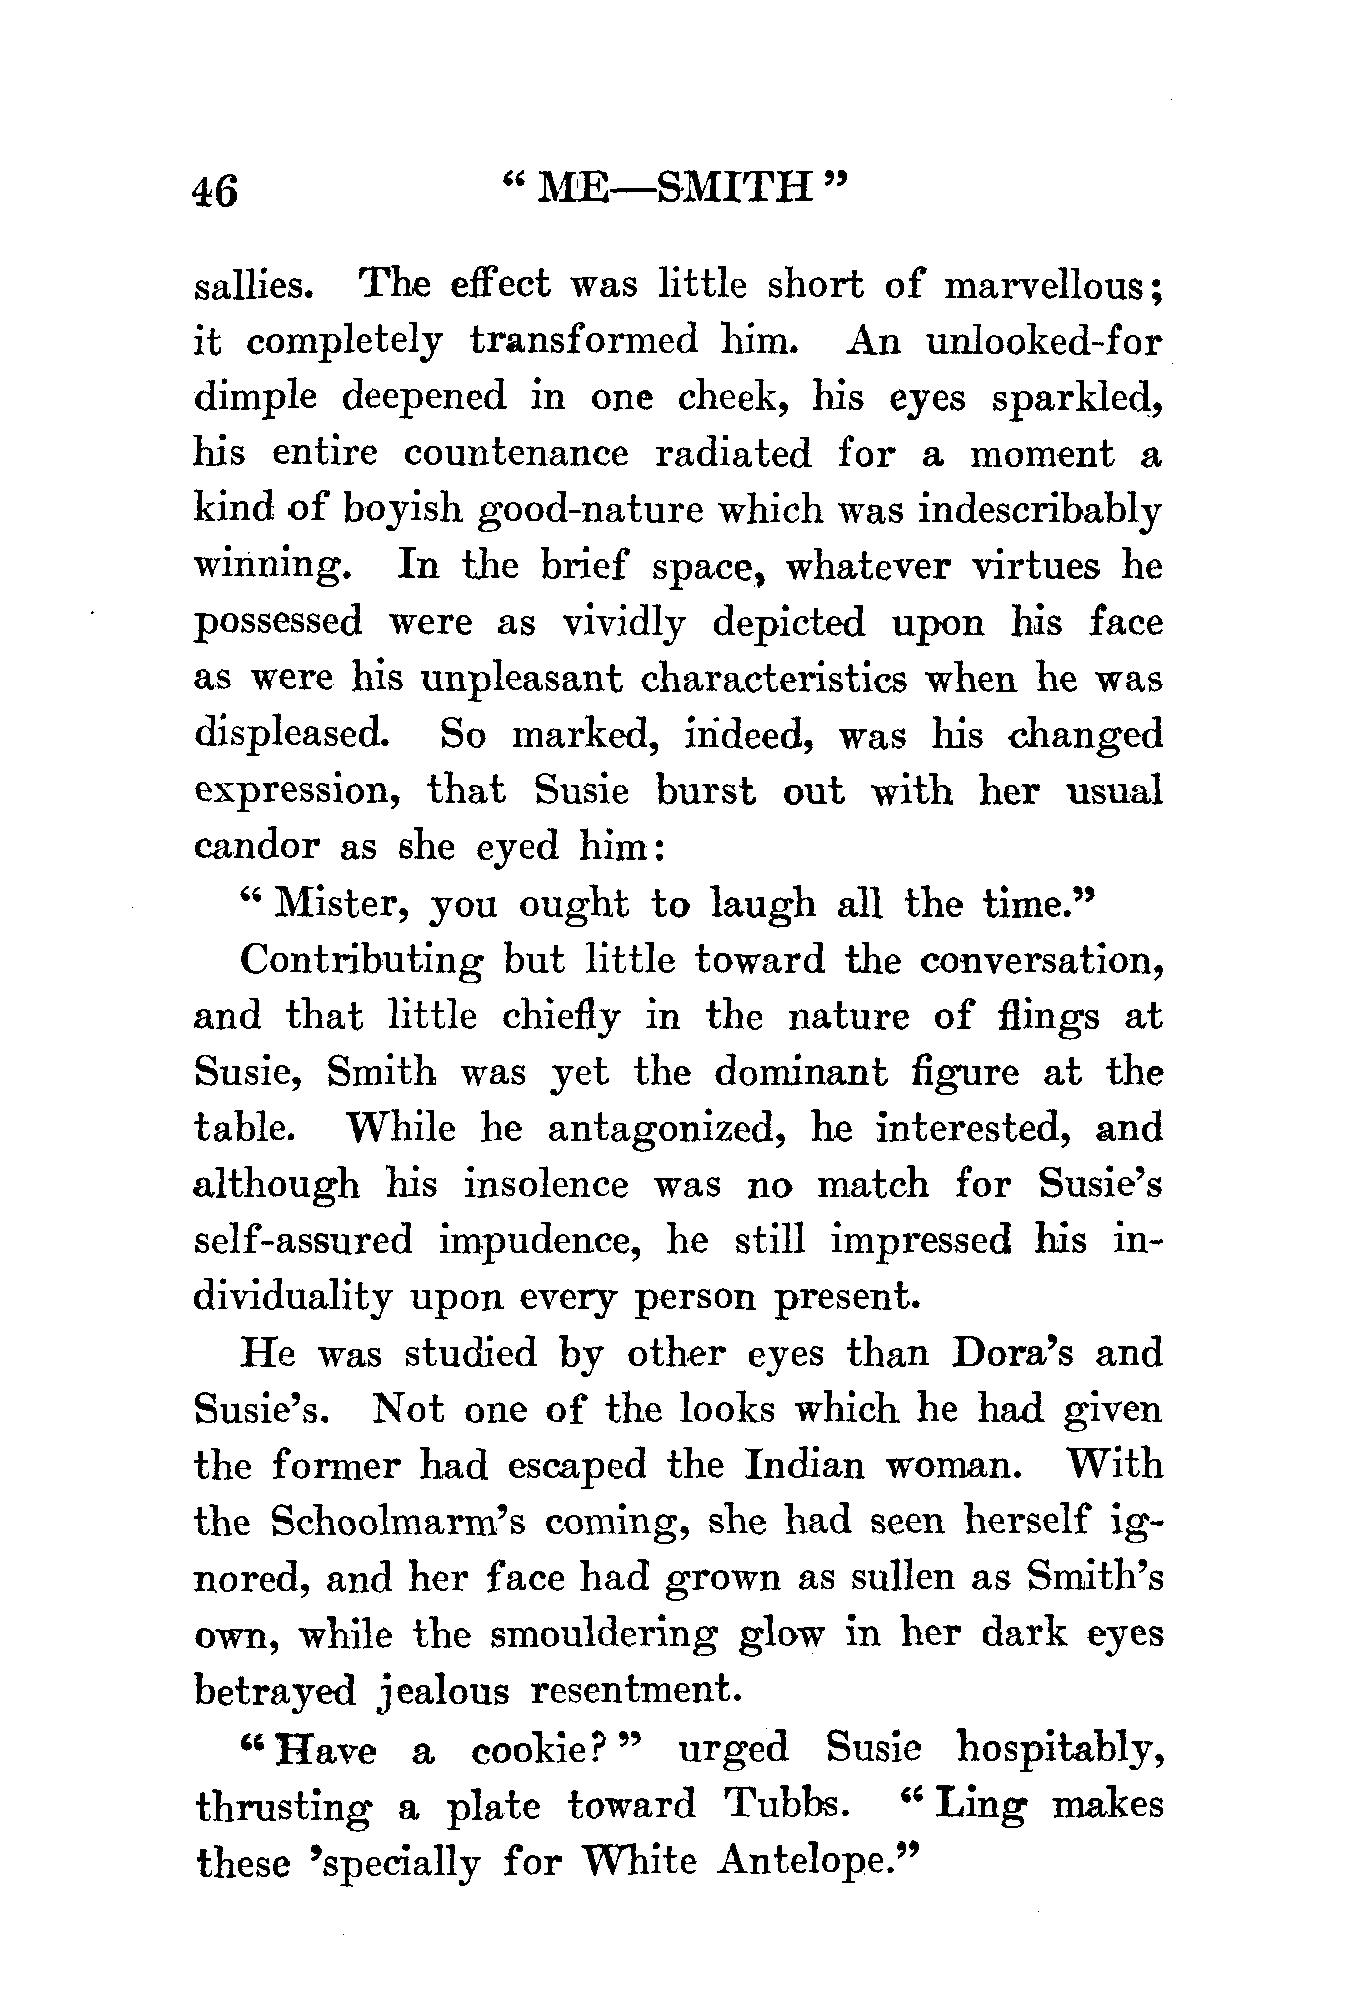 46 “ ME—SMITH ”
sallies. The effect was little short of marvellous;
it completely transformed him. An unlooked-for
dimple deepened in one cheek, his eyes sparkled,
his entire countenance radiated for a moment a
kind of boyish good-nature which was indescribably
winning. In the brief space, whatever virtues he
possessed were as vividly depicted upon his face
as were his unpleasant characteristics when he was
displeased. So marked, indeed, was his changed
expression, that Susie burst out with her usual
candor as she eyed him:
“ Mister, you ought to laugh all the time.”
Contributing but little toward the conversation,
and that little chiefly in the nature of flings at
Susie, Smith was yet the dominant figure at the
table. While he antagonized, he interested, and
although his insolence was no match for Susie’s
self-assured impudence, he still impressed his in-
dividuality upon every person present.
He was studied by other eyes than Dora’s and
Susie’s. Not one of the looks which he had given
the former had escaped the Indian woman. With
the Schoolmarm’s coming, she had seen herself ig-
nored, and her face had grown as sullen as Smith’s
own, while the smouldering glow in her dark eyes
betrayed jealous resentment.
“ Have a cookie? ” urged Susie hospitably,
thrusting a plate toward Tubbs. “ Ling makes
these ’specially for White Antelope.”